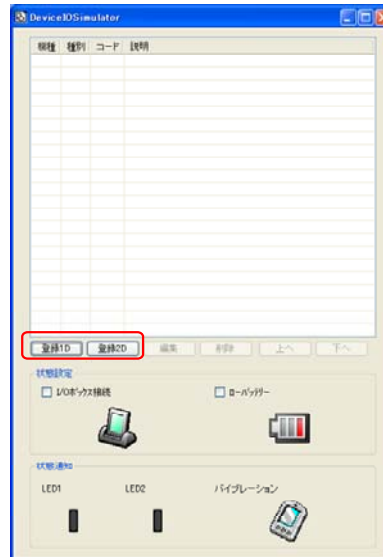 DeviceIOSimulator
機種 種別 コード 説明
登録1D 登録2D 編集 削除 上へ 下へ
状態設定
I/Oボックス接続 ローバッテリー
状態通知
LED1 LED2 バイブレーション